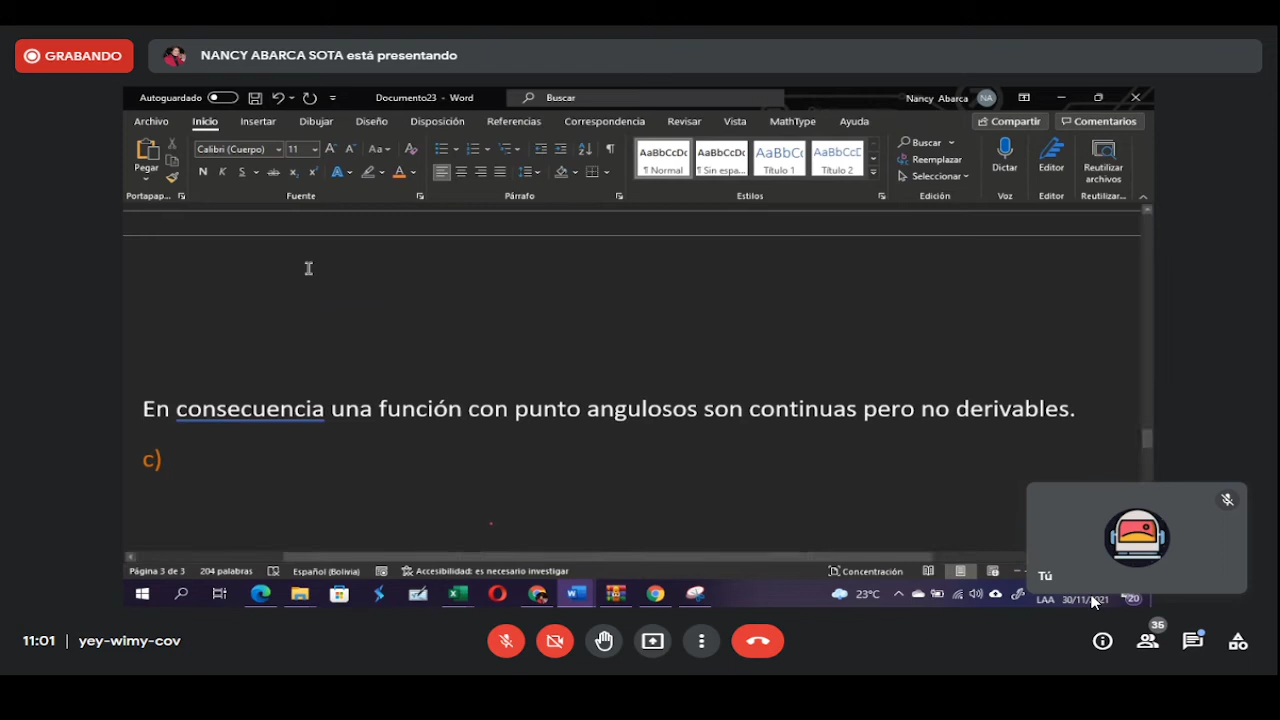 GRABANDO
NANCY ABARCA SOTA está presentando
Autoguardado
Documento23 - Word
Buscar
Nancy Abarca
NA
Archivo Inicio Insertar Dibujar Diseño Disposición Referencias Correspondencia Revisar Vista MathType Ayuda
Compartir
Comentarios
Pegar
Calibri (Cuerpo) 11
N K S ab x₂ x²
AaBbCcDc AaBbCcDc AaBbCc AaBbCcD
¶ Normal ¶ Sin espa... Título 1 Título 2
Buscar
Reemplazar
Seleccionar
Dictar
Editor
Reutilizar
archivos
Portapap... Fuente Párrafo Estilos Edición Voz Editor Reutilizar...
En consecuencia una función con punto angulosos son continuas pero no derivables.
c)
Tú
Página 3 de 3 204 palabras Español (Bolivia) Accesibilidad: es necesario investigar Concentración
23°C
LAA 30/11/2021
20
11:01 | yey-wimy-cov
36